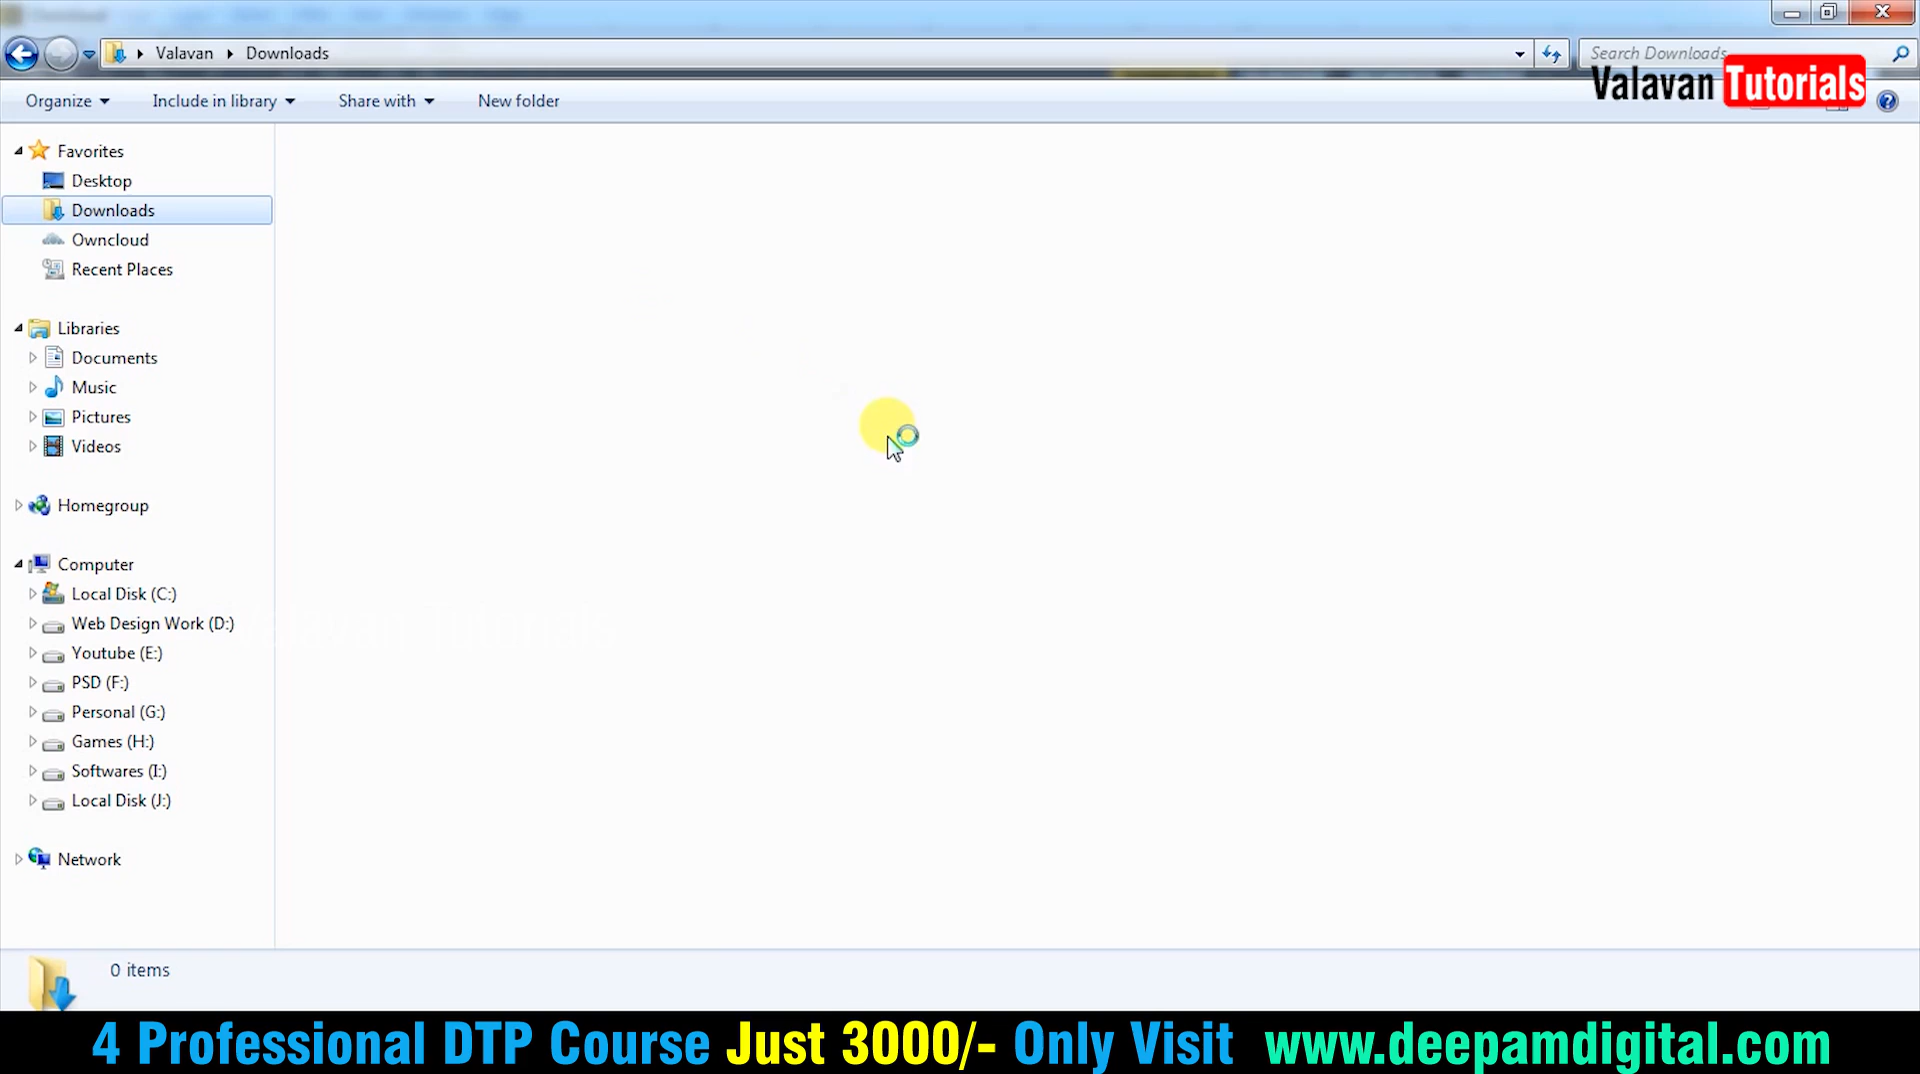 Valavan Downloads
Search Downloads
Valavan Tutorials
Organize Include in library Share with New folder
Favorites
Desktop
Downloads
Owncloud
Recent Places
Libraries
Documents
Music
Pictures
Videos
Homegroup
Computer
Local Disk (C:)
Web Design Work (D:)
Valavan Tutorials
Youtube (E:)
PSD (F:)
Personal (G:)
Games (H:)
Softwares (I:)
Local Disk (J:)
Network
0 items
4 Professional DTP Course Just 3000/- Only Visit www.deepamdigital.com